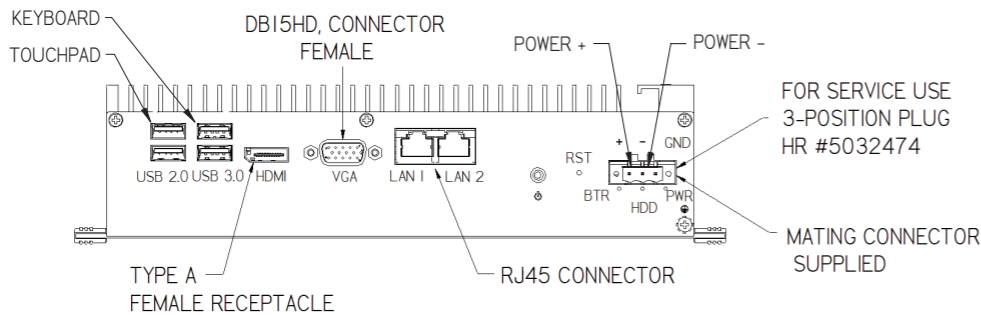 KEYBOARD
TOUCHPAD
DB15HD, CONNECTOR
FEMALE
POWER +
POWER -
FOR SERVICE USE
3-POSITION PLUG
HR #5032474
+ - GND
RST
USB 2.0 USB 3.0 HDMI
VGA
LAN 1 LAN 2
BTR
HDD
PWR
TYPE A
FEMALE RECEPTACLE
RJ45 CONNECTOR
MATING CONNECTOR
SUPPLIED